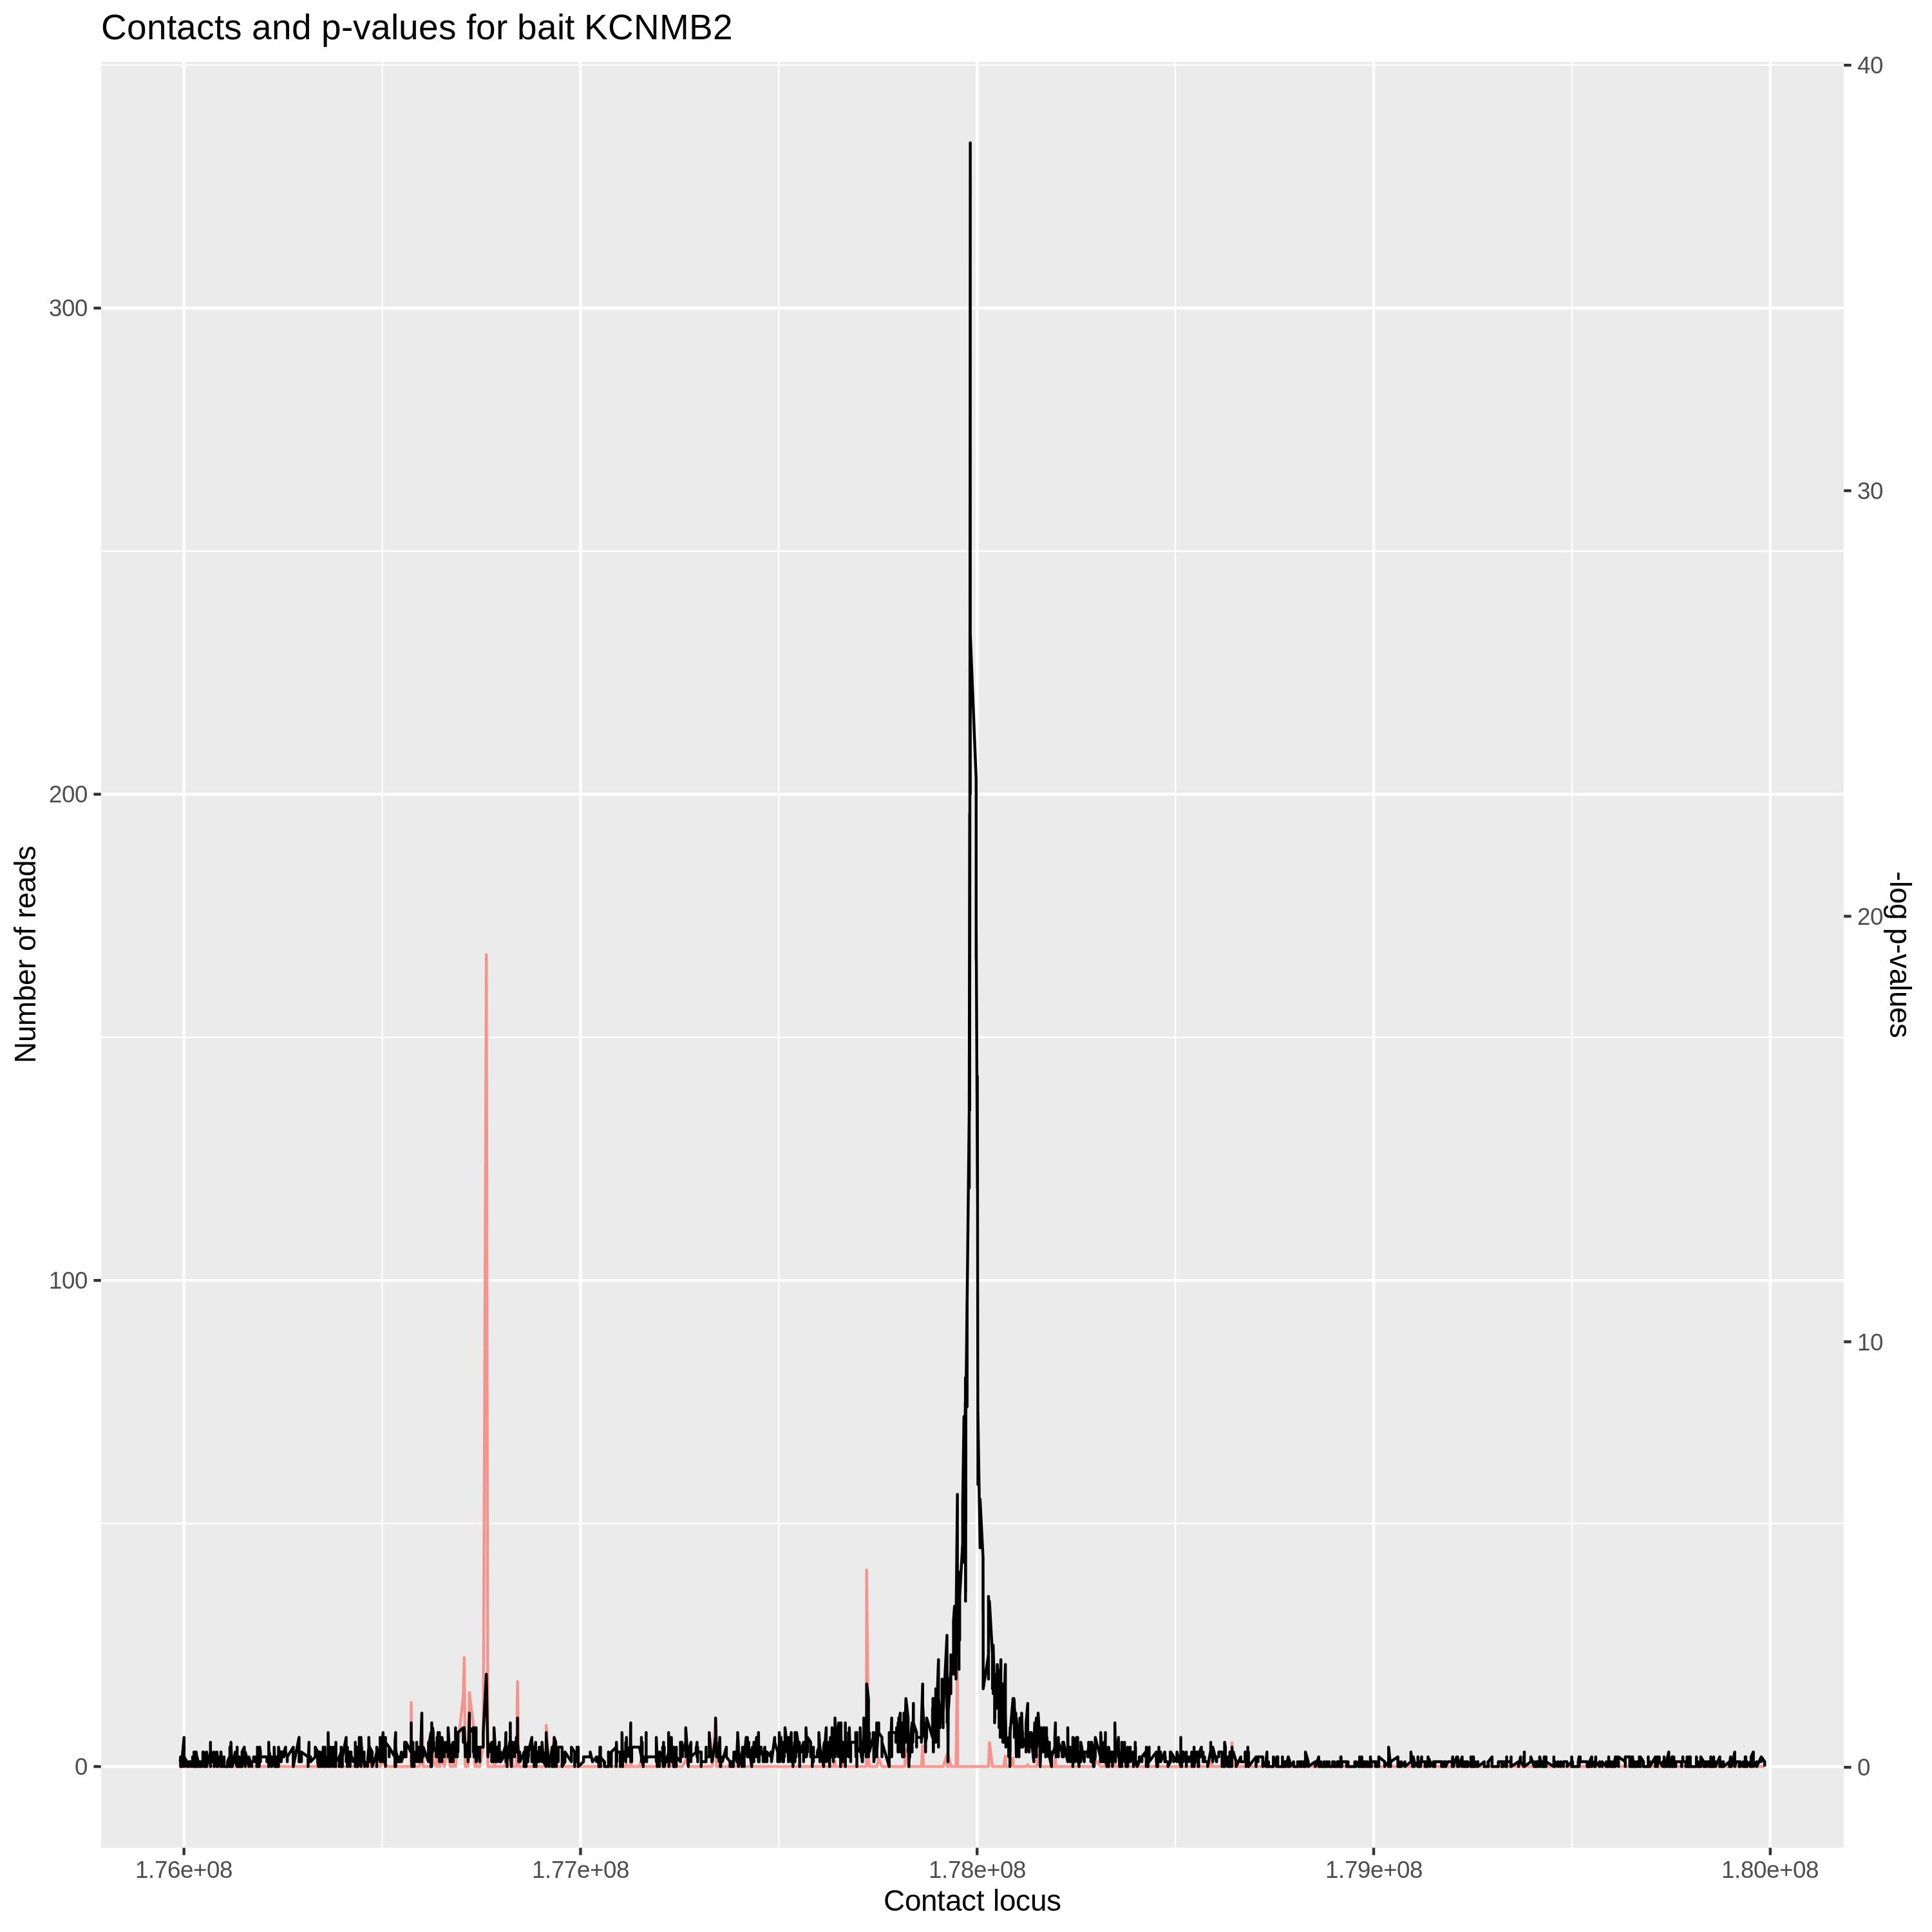 Contacts and p-values for bait KCNMB2
Number of reads
300
200
100
0
40
30
20
10
0
-log p-values
1.76e+08 1.77e+08 1.78e+08 1.79e+08 1.80e+08
Contact locus